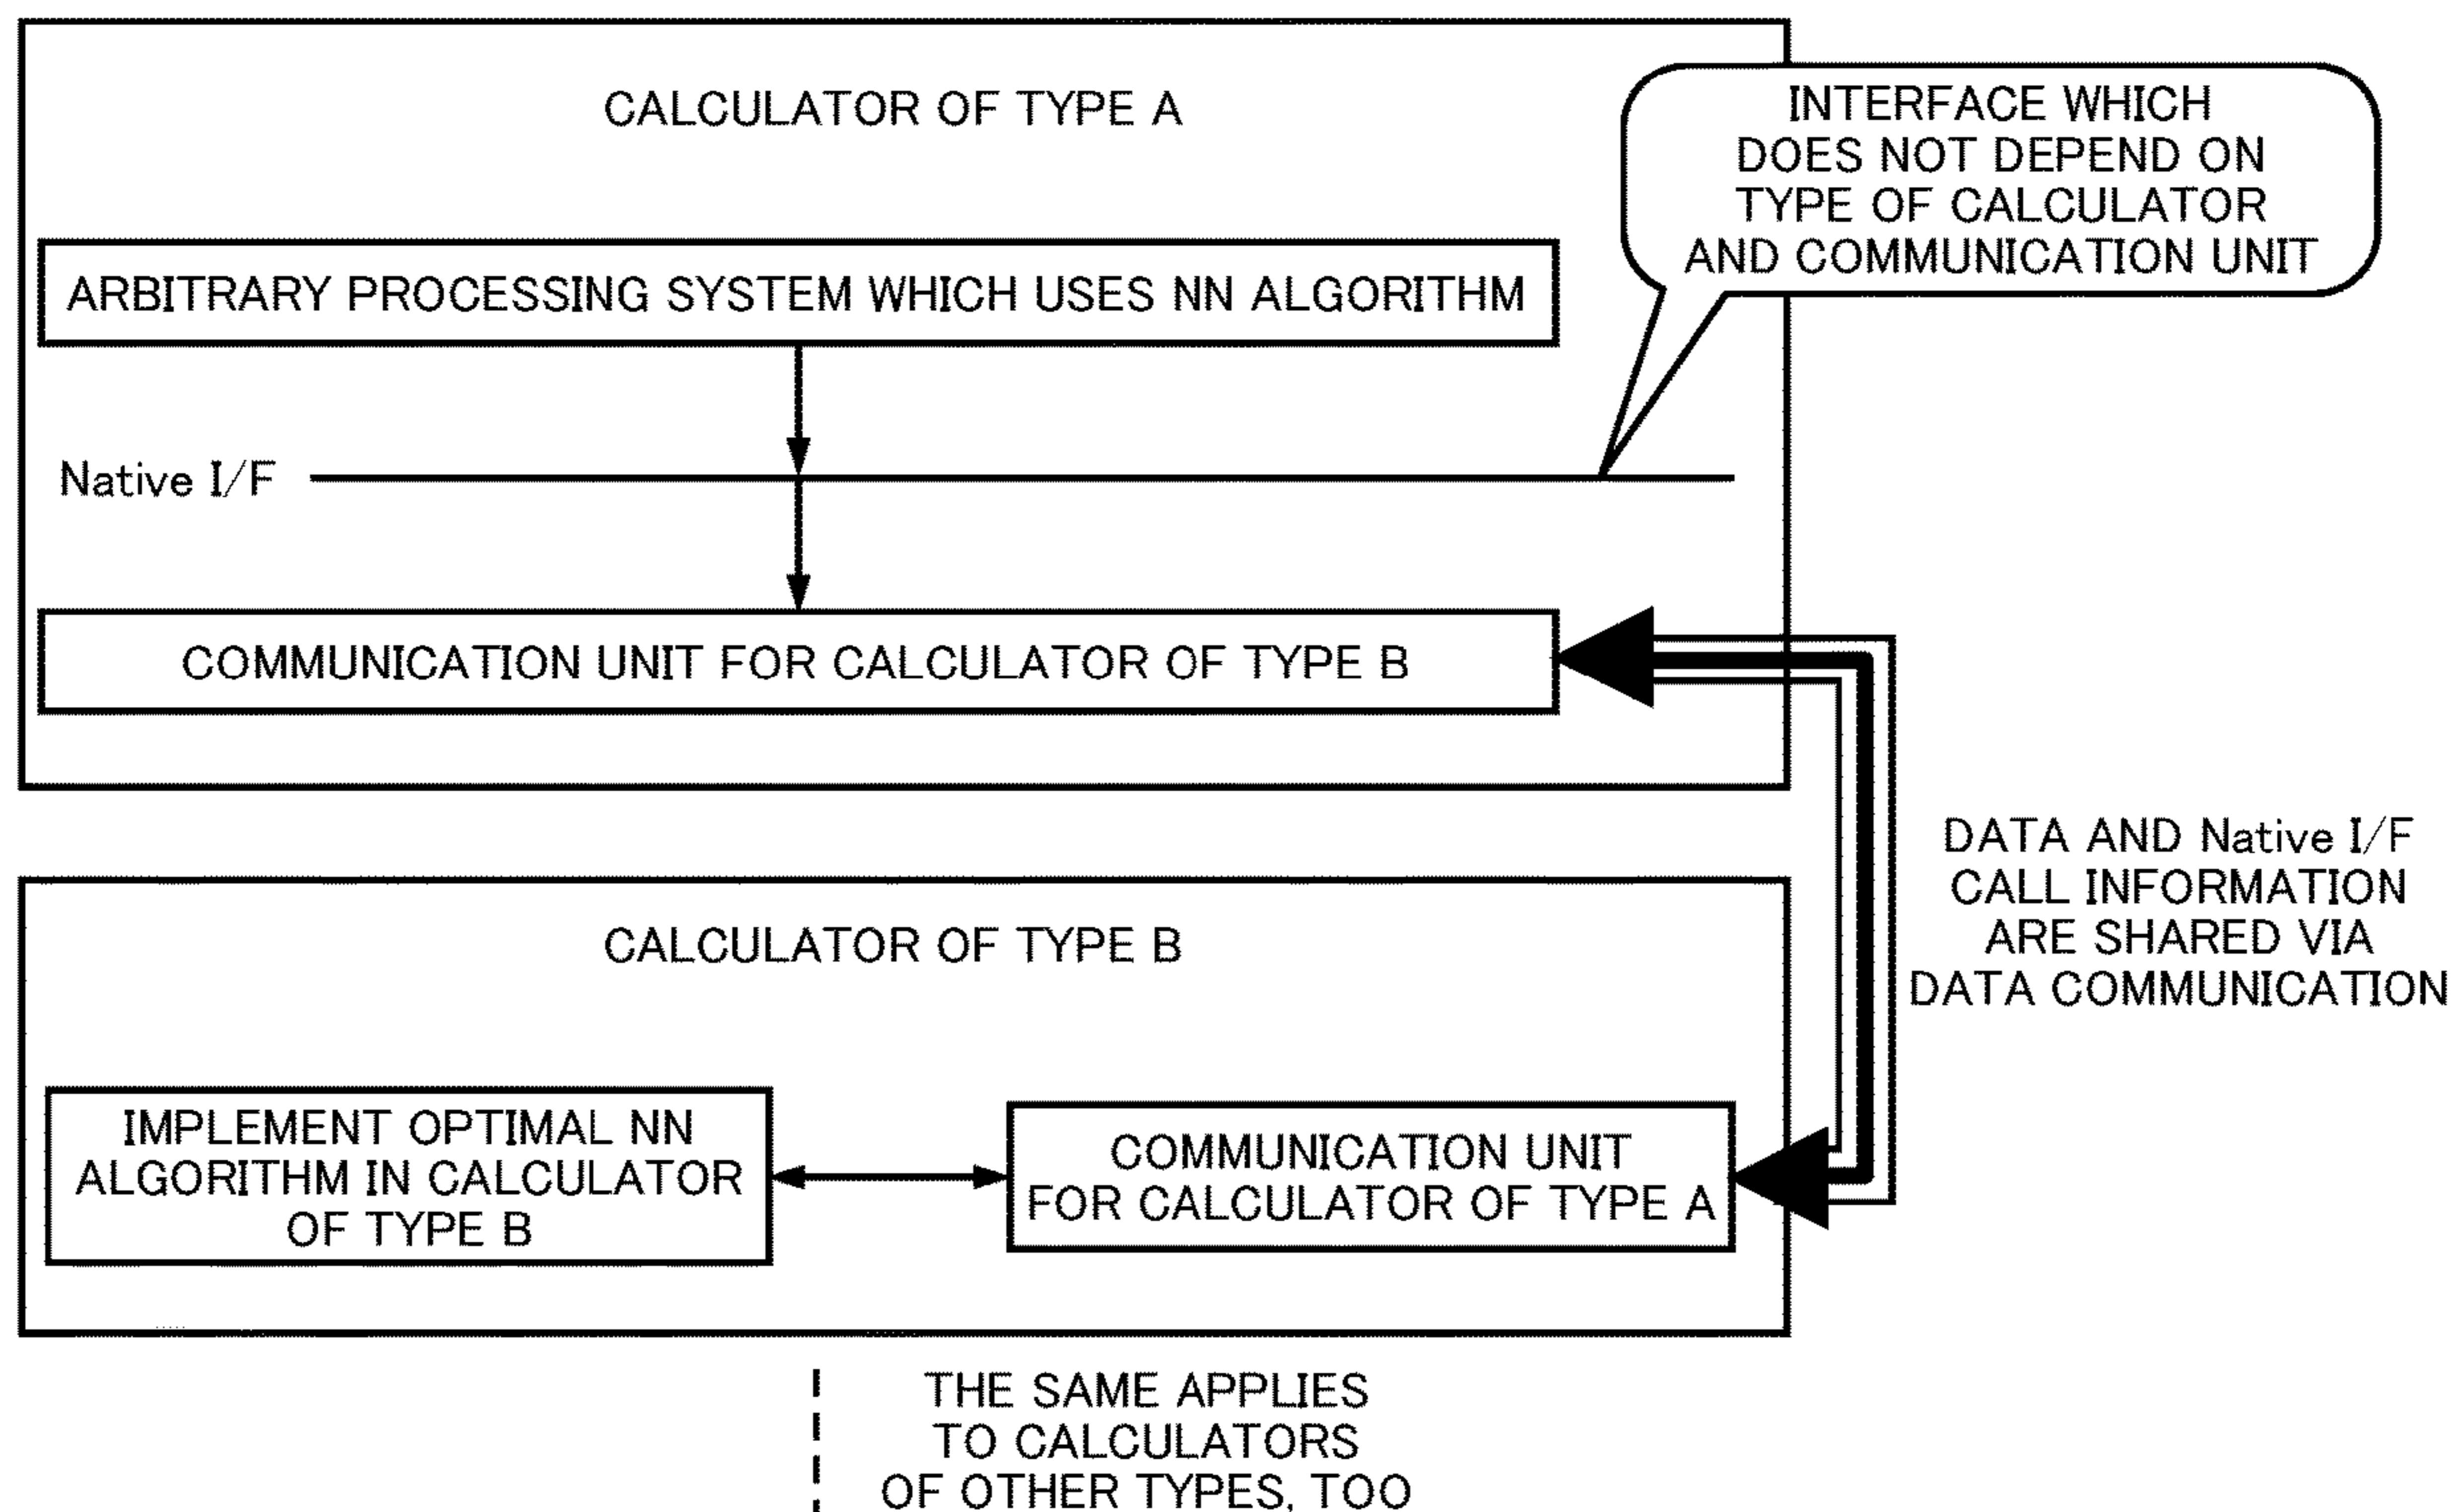 CALCULATOR OF TYPE A
INTERFACE WHICH
DOES NOT DEPEND ON
TYPE OF CALCULATOR
AND COMMUNICATION UNIT
ARBITRARY PROCESSING SYSTEM WHICH USES NN ALGORITHM
Native I/F
COMMUNICATION UNIT FOR CALCULATOR OF TYPE B
DATA AND Native I/F
CALL INFORMATION
ARE SHARED VIA
DATA COMMUNICATION
CALCULATOR OF TYPE B
IMPLEMENT OPTIMAL NN
ALGORITHM IN CALCULATOR
OF TYPE B
COMMUNICATION UNIT
FOR CALCULATOR OF TYPE A
THE SAME APPLIES
TO CALCULATORS
OF OTHER TYPES, TOO